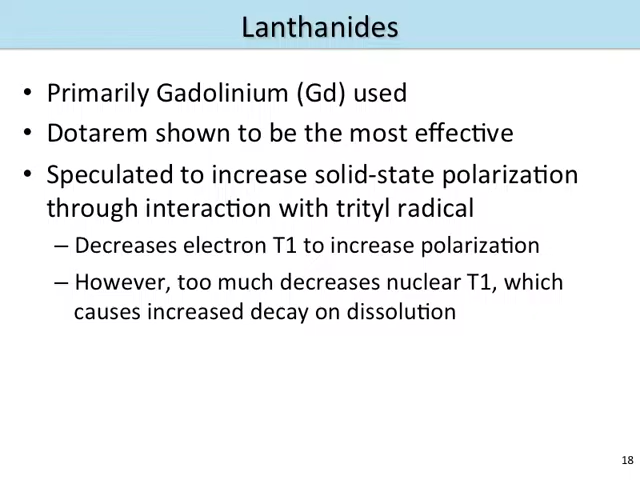 Lanthanides
• Primarily Gadolinium (Gd) used
• Dotarem shown to be the most effective
• Speculated to increase solid-state polarization
through interaction with trityl radical
– Decreases electron T1 to increase polarization
– However, too much decreases nuclear T1, which
causes increased decay on dissolution
18